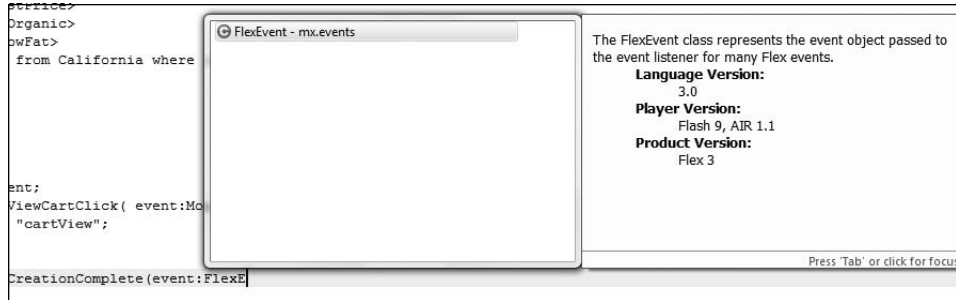 Organic>
owFat>
from California where
ent;
ViewCartClick( event:Mo
"cartView";
CreationComplete(event:FlexE
FlexEvent - mx.events
The FlexEvent class represents the event object passed to
the event listener for many Flex events.
Language Version:
3.0
Player Version:
Flash 9, AIR 1.1
Product Version:
Flex 3
Press 'Tab' or click for focus